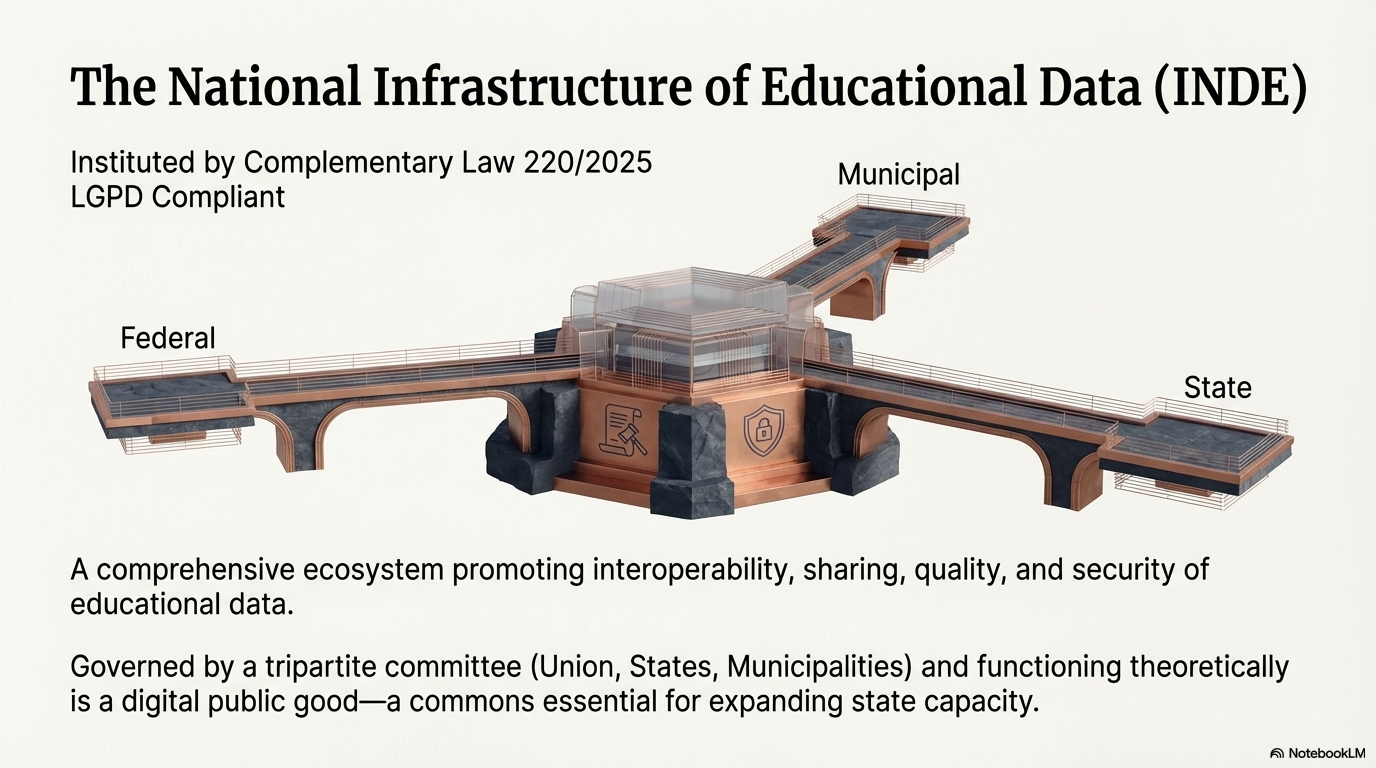 The National Infrastructure of Educational Data (INDE)
Instituted by Complementary Law 220/2025
LGPD Compliant
Municipal
Federal
State
A comprehensive ecosystem promoting interoperability, sharing, quality, and security of
educational data.
Governed by a tripartite committee (Union, States, Municipalities) and functioning theoretically
is a digital public good—a commons essential for expanding state capacity.
NotebookLM